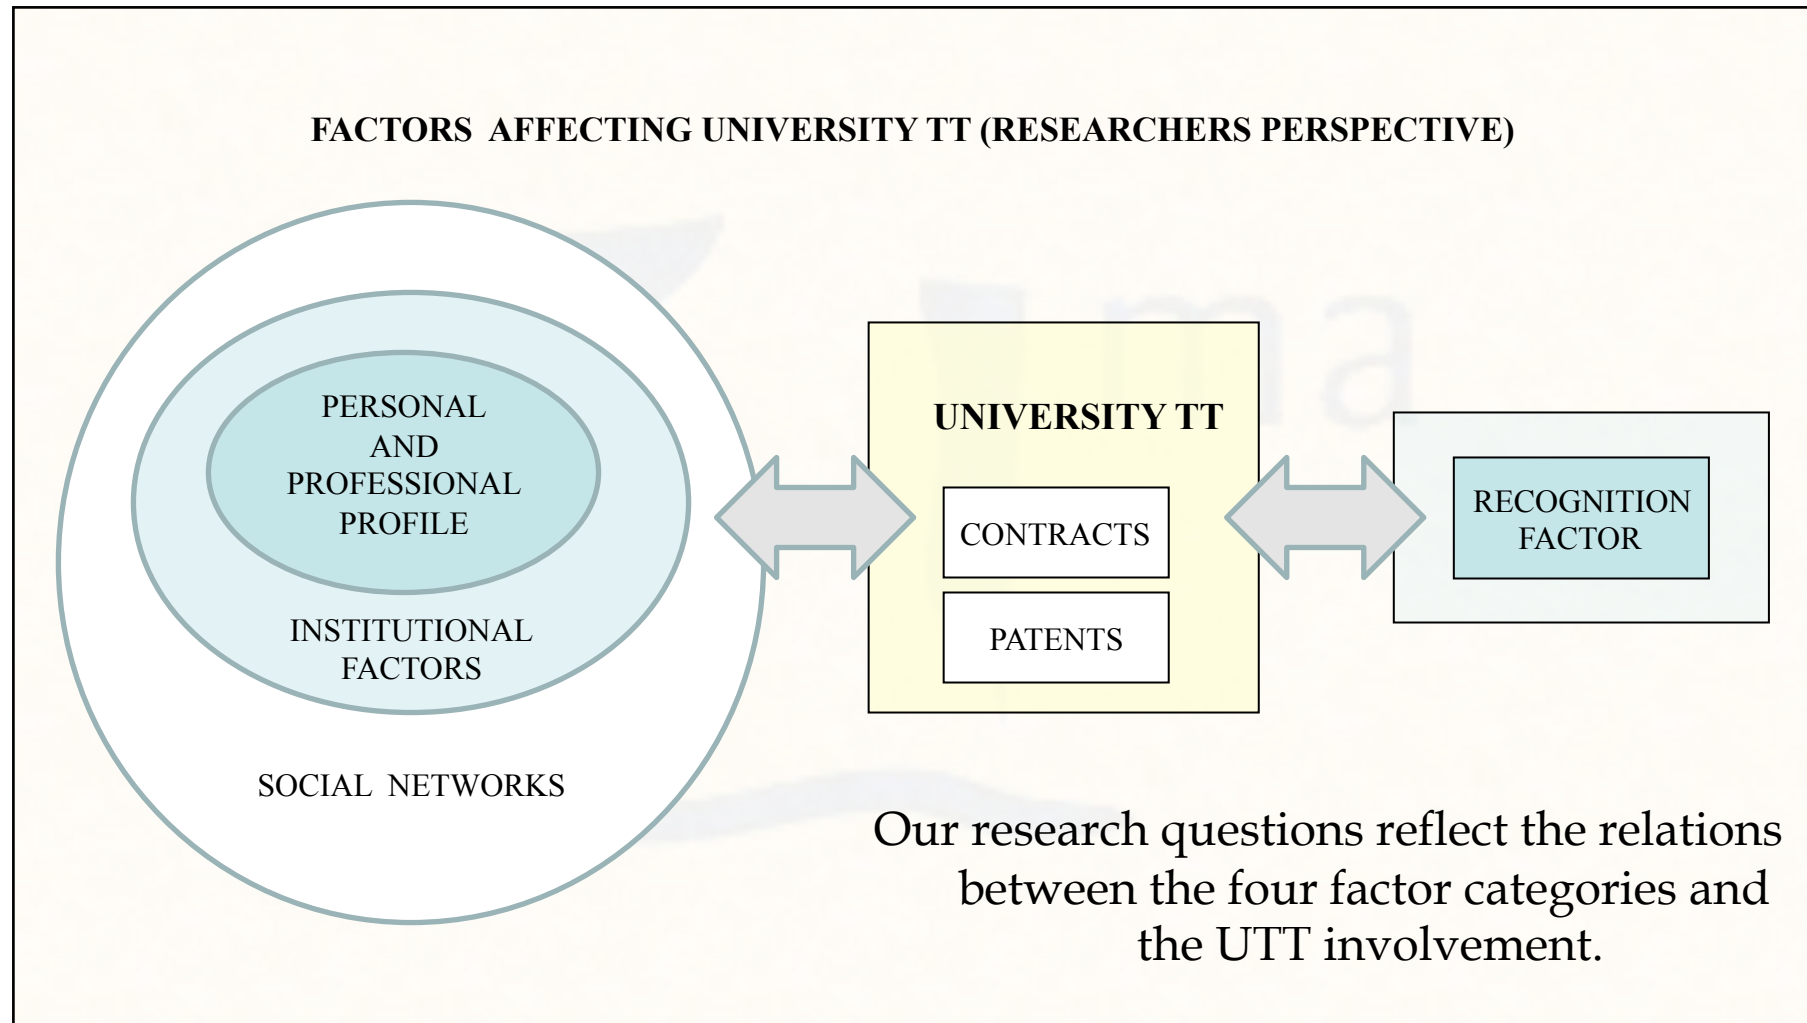 FACTORS AFFECTING UNIVERSITY TT (RESEARCHERS PERSPECTIVE)
PERSONAL
AND
PROFESSIONAL
PROFILE
INSTITUTIONAL
FACTORS
SOCIAL NETWORKS
UNIVERSITY TT
CONTRACTS
PATENTS
RECOGNITION
FACTOR
ma
Our research questions reflect the relations
between the four factor categories and
the UTT involvement.